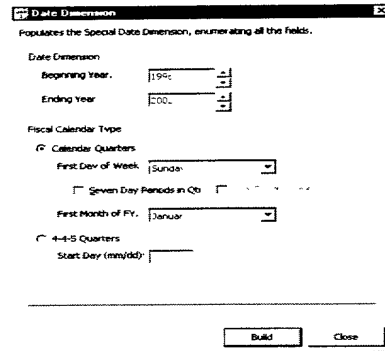 Date Dimension
Populates the Special Date Dimension, enumerating all the fields.
Date Dimension
Beginning Year.
Ending Year
Fiscal Calendar Type
Calendar Quarters
First Day of Week
Sunday
Seven Day Periods in Qtr
First Month of FY.
Januar
4-4-5 Quarters
Start Day (mm/dd):
Build
Close